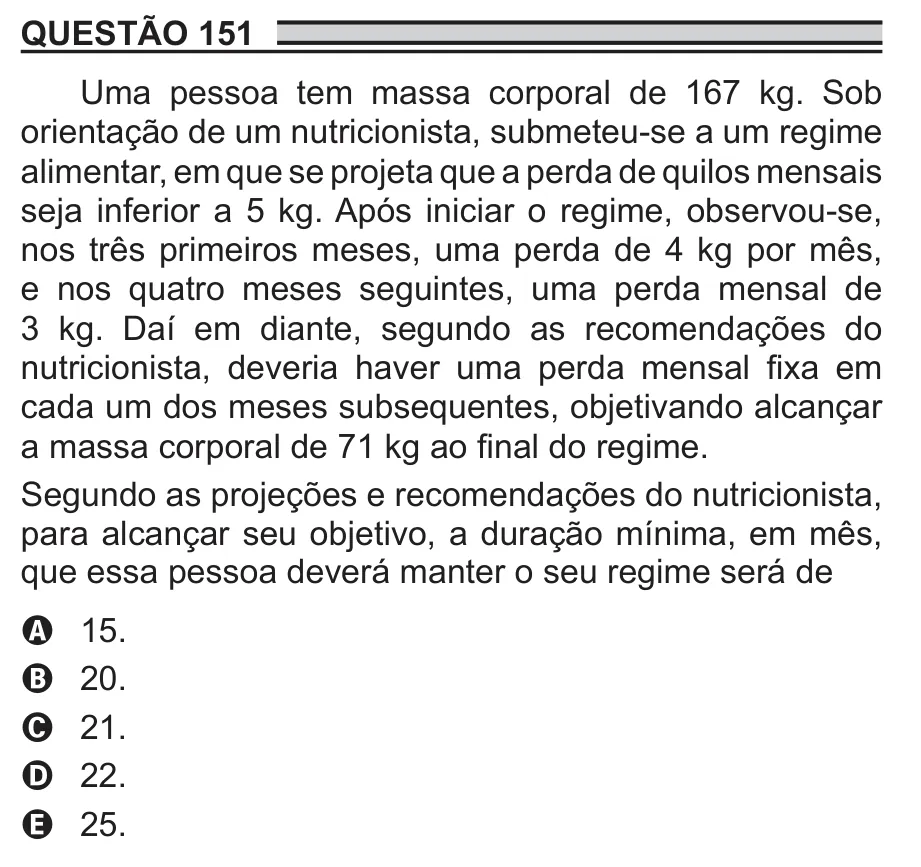 QUESTÃO 151
Uma pessoa tem massa corporal de 167 kg. Sob
orientação de um nutricionista, submeteu-se a um regime
alimentar, em que se projeta que a perda de quilos mensais
seja inferior a 5 kg. Após iniciar o regime, observou-se,
nos três primeiros meses, uma perda de 4 kg por mês,
e nos quatro meses seguintes, uma perda mensal de
3 kg. Daí em diante, segundo as recomendações do
nutricionista, deveria haver uma perda mensal fixa em
cada um dos meses subsequentes, objetivando alcançar
a massa corporal de 71 kg ao final do regime.
Segundo as projeções e recomendações do nutricionista,
para alcançar seu objetivo, a duração mínima, em mês,
que essa pessoa deverá manter o seu regime será de
A 15.
B 20.
C 21.
D 22.
E 25.